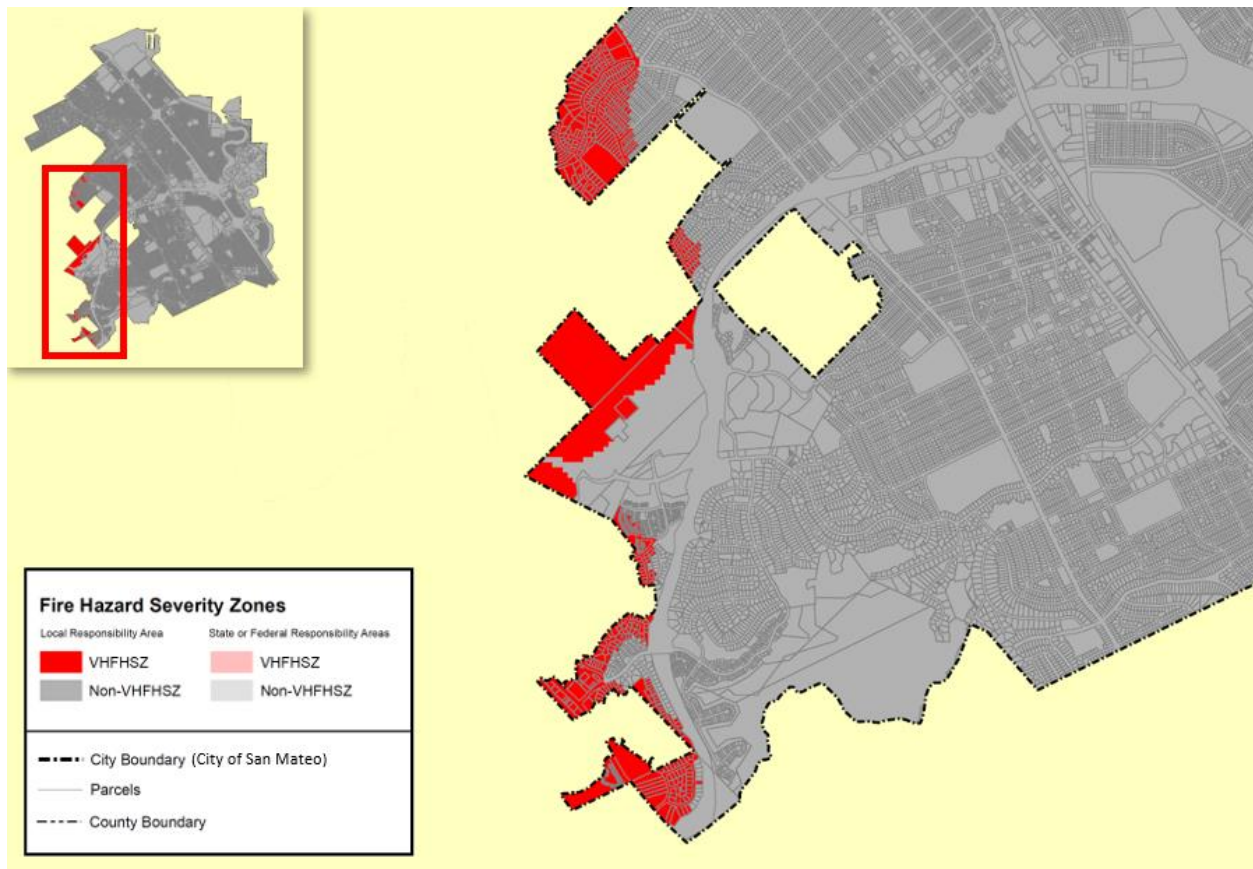 Fire Hazard Severity Zones
Local Responsibility Area State or Federal Responsibility Areas
VHFHSZ VHFHSZ
Non-VHFHSZ Non-VHFHSZ
City Boundary (City of San Mateo)
Parcels
County Boundary